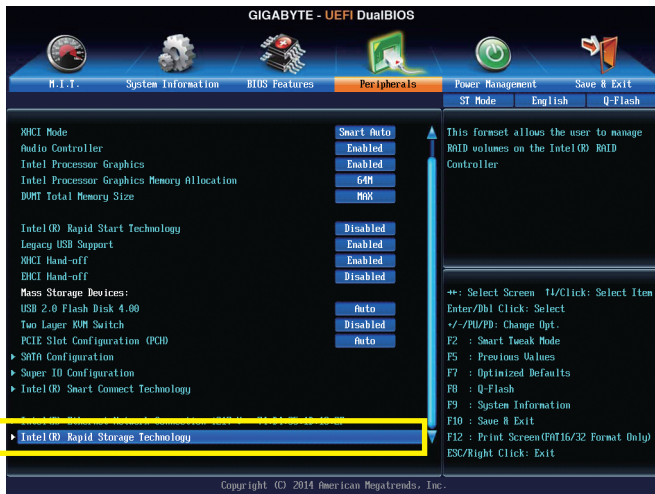 GIGABYTE - UEFI DualBIOS
M.I.T. System Information BIOS Features Peripherals Power Management Save & Exit
ST Mode English Q-Flash
XHCI Mode Smart Auto
Audio Controller Enabled
Intel Processor Graphics Enabled
Intel Processor Graphics Memory Allocation 64M
DVMT Total Memory Size MAX
Intel(R) Rapid Start Technology Disabled
Legacy USB Support Enabled
XHCI Hand-off Enabled
EHCI Hand-off Disabled
Mass Storage Devices:
USB 2.0 Flash Disk 4.00 Auto
Two Layer KVM Switch Disabled
PCIE Slot Configuration (PCH) Auto
SATA Configuration
Super IO Configuration
Intel(R) Smart Connect Technology
Intel(R) Ethernet Network Connection
Intel(R) Rapid Storage Technology
This formset allows the user to manage
RAID volumes on the Intel(R) RAID
Controller
→←: Select Screen ↑↓/Click: Select Item
Enter/Dbl Click: Select
+/-/PU/PD: Change Opt.
F2 : Smart Tweak Mode
F5 : Previous Values
F7 : Optimized Defaults
F8 : Q-Flash
F9 : System Information
F10 : Save & Exit
F12 : Print Screen(FAT16/32 Format Only)
ESC/Right Click: Exit
Copyright (C) 2014 American Megatrends, Inc.